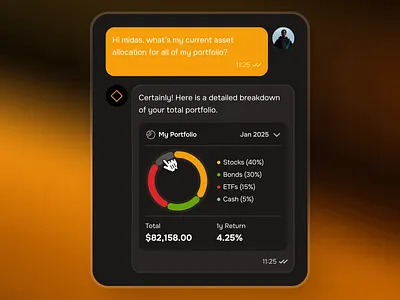 Hi midas, what's my current asset
allocation for all of my portfolio?
11:25
Certainly! Here is a detailed breakdown
of your total portfolio.
My Portfolio
Jan 2025
Stocks (40%)
Bonds (30%)
ETFs (15%)
Cash (5%)
Total
1y Return
$82,158.00
4.25%
11:25